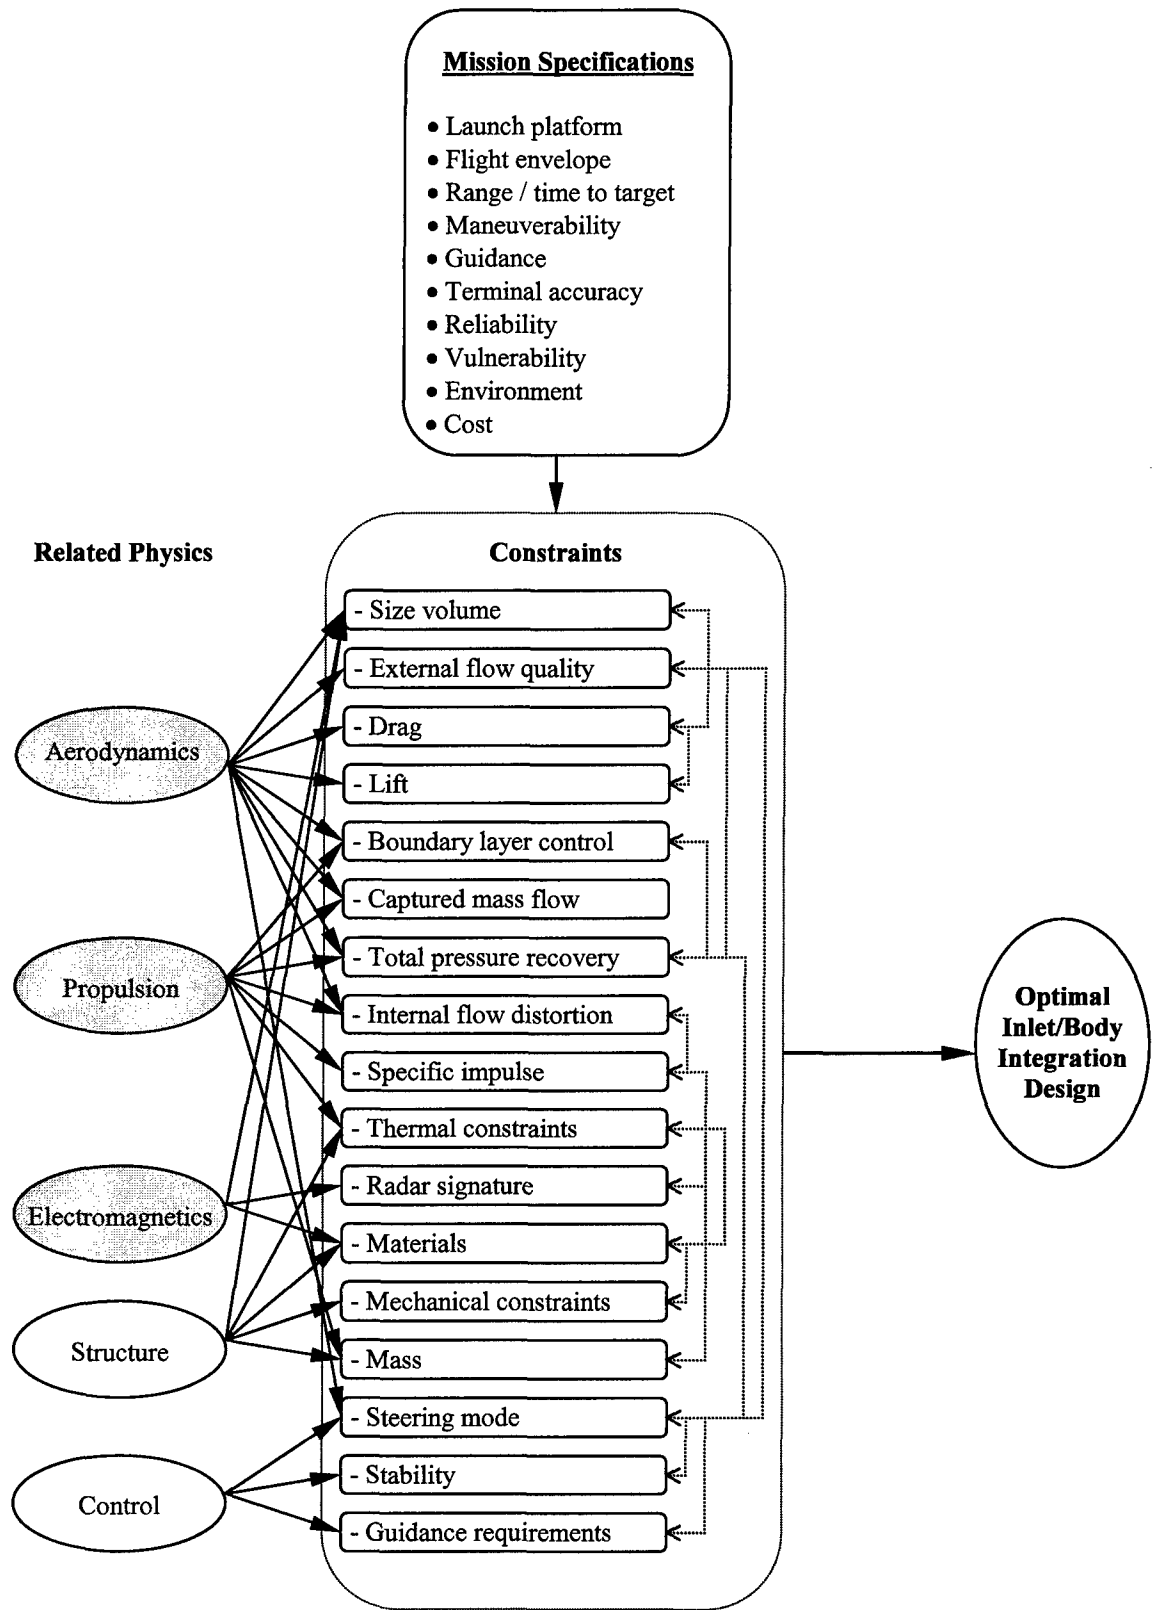 Mission Specifications
• Launch platform
• Flight envelope
• Range / time to target
• Maneuverability
• Guidance
• Terminal accuracy
• Reliability
• Vulnerability
• Environment
• Cost
Related Physics
Constraints
- Size volume
- External flow quality
- Drag
- Lift
- Boundary layer control
- Captured mass flow
- Total pressure recovery
- Internal flow distortion
- Specific impulse
- Thermal constraints
- Radar signature
- Materials
- Mechanical constraints
- Mass
- Steering mode
- Stability
- Guidance requirements
Aerodynamics
Propulsion
Electromagnetics
Structure
Control
Optimal
Inlet/Body
Integration
Design